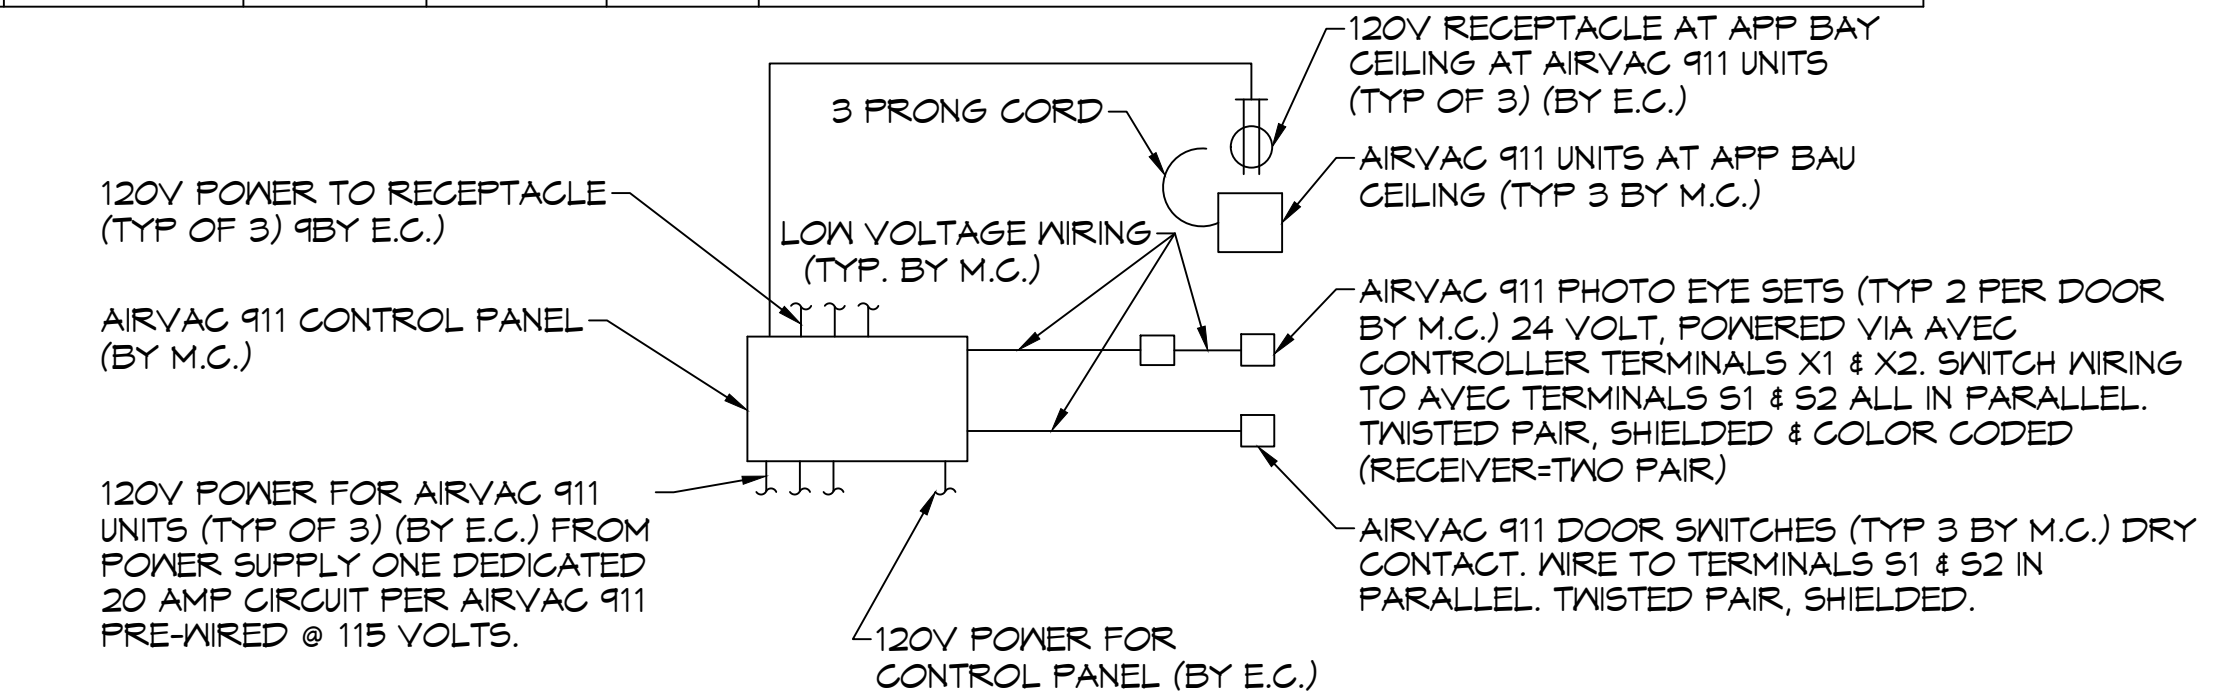 120V RECEPTACLE AT APP BAY
CEILING AT AIRVAC 911 UNITS
(TYP OF 3) (BY E.C.)
3 PRONG CORD
AIRVAC 911 UNITS AT APP BAU
CEILING (TYP 3 BY M.C.)
120V POWER TO RECEPTACLE
(TYP OF 3) 9BY E.C.)
LOW VOLTAGE WIRING
(TYP. BY M.C.)
AIRVAC 911 CONTROL PANEL
(BY M.C.)
AIRVAC 911 PHOTO EYE SETS (TYP 2 PER DOOR
BY M.C.) 24 VOLT, POWERED VIA AVEC
CONTROLLER TERMINALS X1 & X2. SWITCH WIRING
TO AVEC TERMINALS S1 & S2 ALL IN PARALLEL.
TWISTED PAIR, SHIELDED & COLOR CODED
(RECEIVER=TWO PAIR)
120V POWER FOR AIRVAC 911
UNITS (TYP OF 3) (BY E.C.) FROM
POWER SUPPLY ONE DEDICATED
20 AMP CIRCUIT PER AIRVAC 911
PRE-WIRED @ 115 VOLTS.
AIRVAC 911 DOOR SWITCHES (TYP 3 BY M.C.) DRY
CONTACT. WIRE TO TERMINALS S1 & S2 IN
PARALLEL. TWISTED PAIR, SHIELDED.
120V POWER FOR
CONTROL PANEL (BY E.C.)